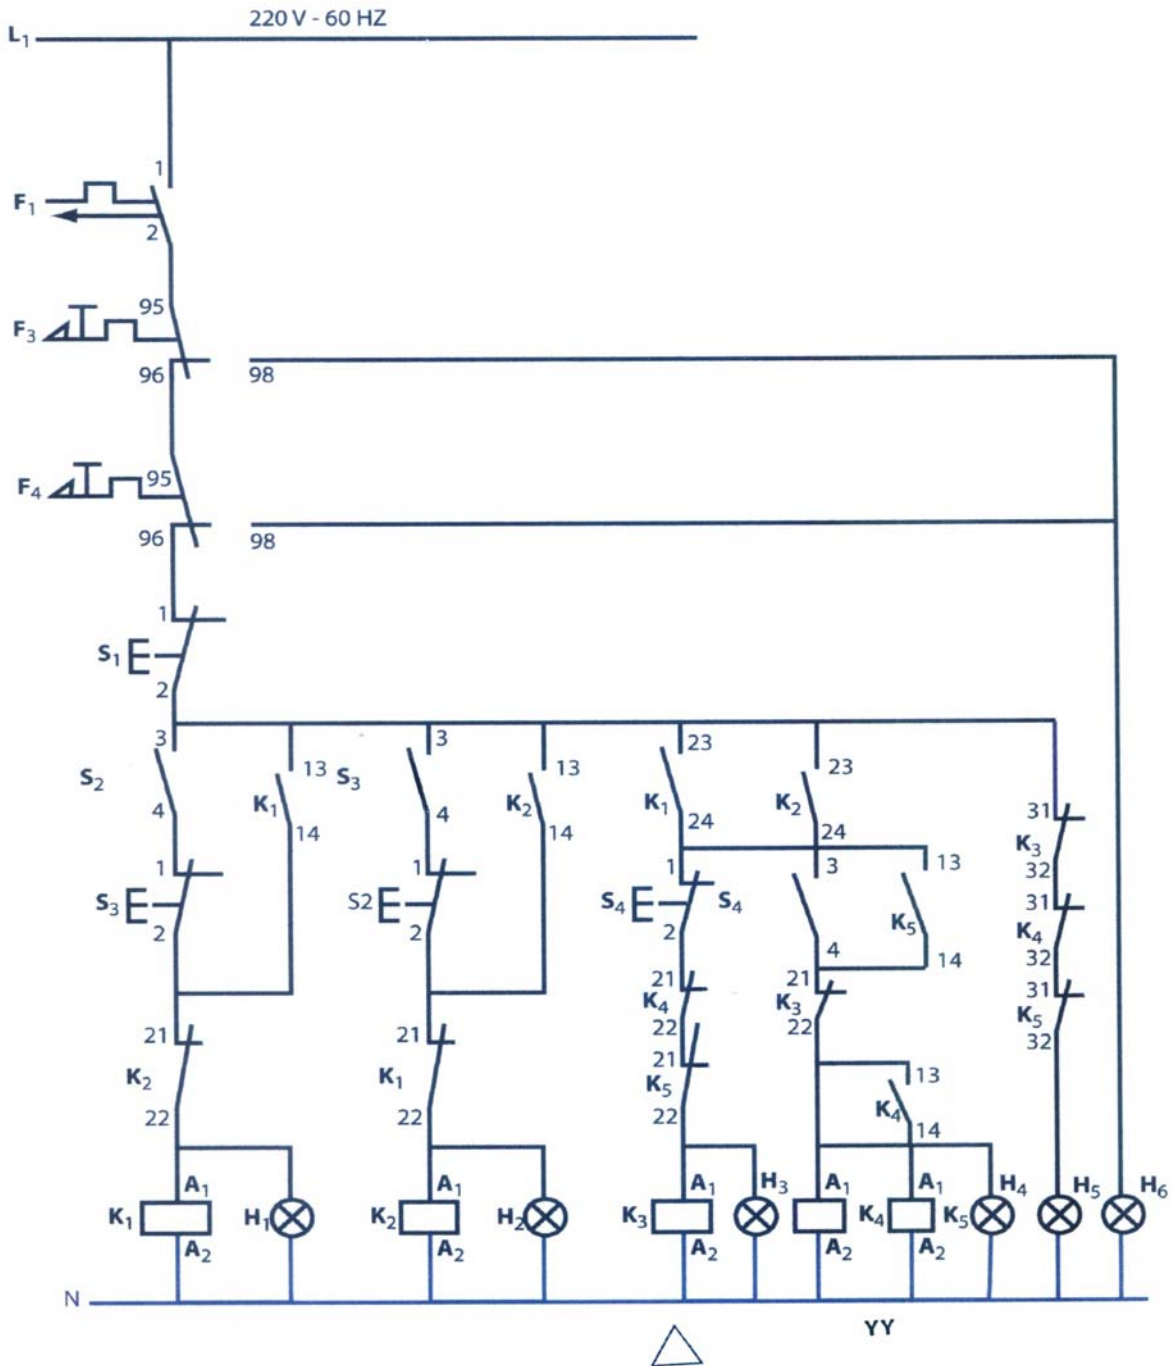 220 V - 60 HZ
L1
1
F1
2
95
F3
96 98
95
F4
96 98
1
S1
2
3 3 23
13 S3 13 23
S2 K1 K2 K1 K2
31
4 4 24
14 14 24
K3
1 1 1 3 13
32
31
S3 S2 S4 S4
K5 K4
2 2 2
4 14 32
21 21 31
K4 K3
22 22 K5
21 21 21 32
K2 K1 K5
13
22 22 22
K4
14
A1 A1 A1 H3 A1 A1 H4 H5 H6
K1 H1 K2 H2 K3 K4 K5
A2 A2 A2 A2 A2
N
YY